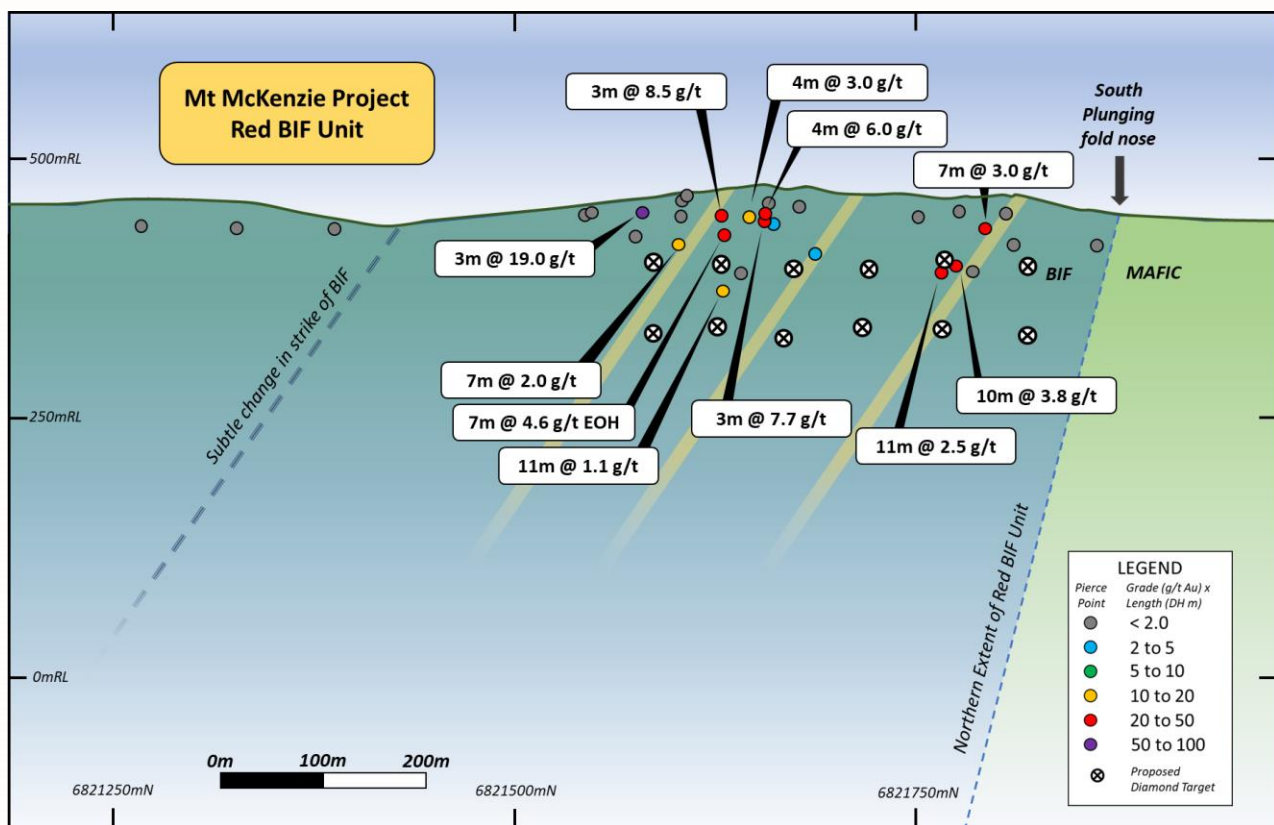 Mt McKenzie Project
Red BIF Unit
3m @ 8.5 g/t
4m @ 3.0 g/t
4m @ 6.0 g/t
South
Plunging
fold nose
500mRL
7m @ 3.0 g/t
3m @ 19.0 g/t
BIF
MAFIC
Subtle change in strike of BIF
7m @ 2.0 g/t
7m @ 4.6 g/t EOH
11m @ 1.1 g/t
3m @ 7.7 g/t
10m @ 3.8 g/t
11m @ 2.5 g/t
250mRL
Northern Extent of Red BIF Unit
0mRL
LEGEND
Pierce
Point
Grade (g/t Au) x
Length (DH m)
< 2.0
2 to 5
5 to 10
10 to 20
20 to 50
50 to 100
Proposed
Diamond Target
0m
100m
200m
6821250mN
6821500mN
6821750mN